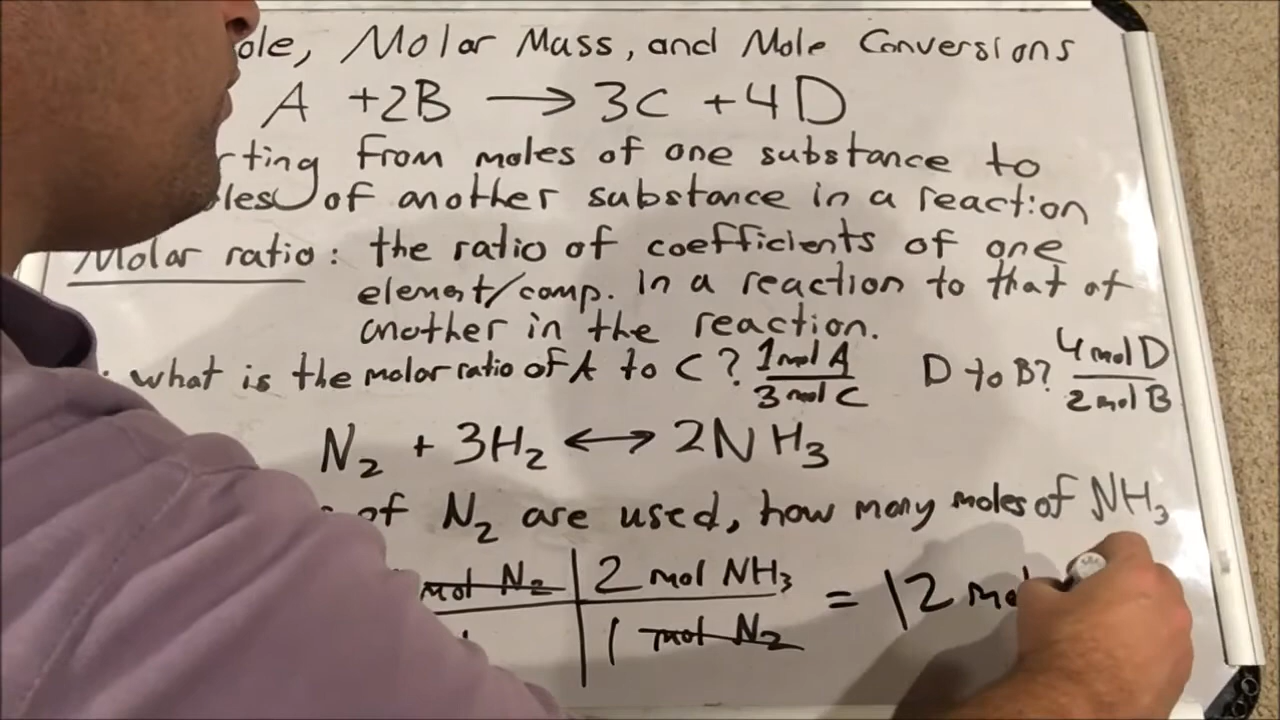 ole, Molar Mass, and Mole Conversions
A +2B → 3C +4D
rting from moles of one substance to
les of another substance in a reaction
Molar ratio: the ratio of coefficients of one
element/comp. in a reaction to that of
another in the reaction.
: what is the molar ratio of A to C? 1 mol A / 3 mol C D to B? 4 mol D / 2 mol B
N₂ + 3H₂ ↔ 2NH₃
of N₂ are used, how many moles of NH₃
mol N₂ | 2 mol NH₃ = 12 mol
1 | 1 mol N₂